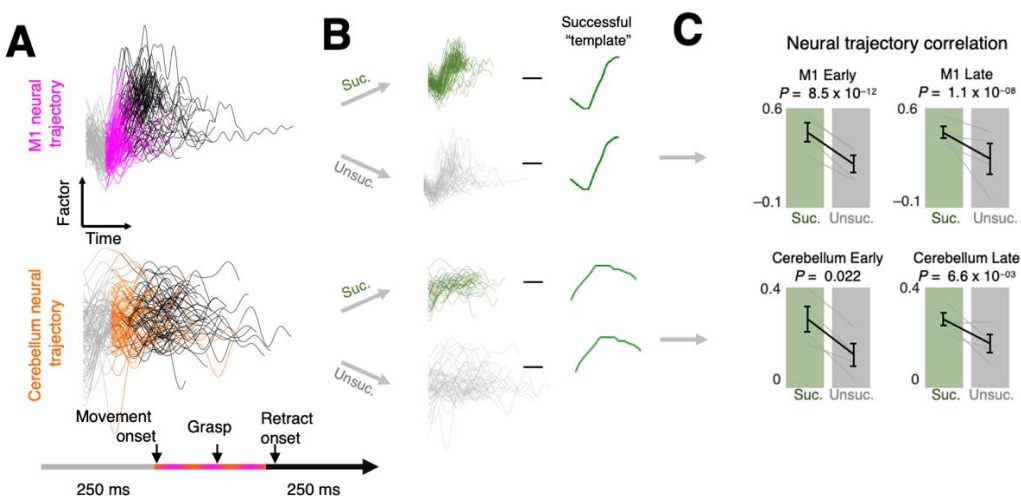 A
M1 neural
trajectory
Factor
Time
Cerebellum neural
trajectory
Movement
onset
Grasp
Retract
onset
250 ms
250 ms
B
Successful
“template”
Suc.
Unsuc.
Suc.
Unsuc.
C
Neural trajectory correlation
M1 Early
P = 8.5 x 10⁻¹²
0.6
–0.1
Suc.
Unsuc.
M1 Late
P = 1.1 x 10⁻⁰⁸
0.6
–0.1
Suc.
Unsuc.
Cerebellum Early
P = 0.022
0.4
0
Suc.
Unsuc.
Cerebellum Late
P = 6.6 x 10⁻⁰³
0.4
0
Suc.
Unsuc.